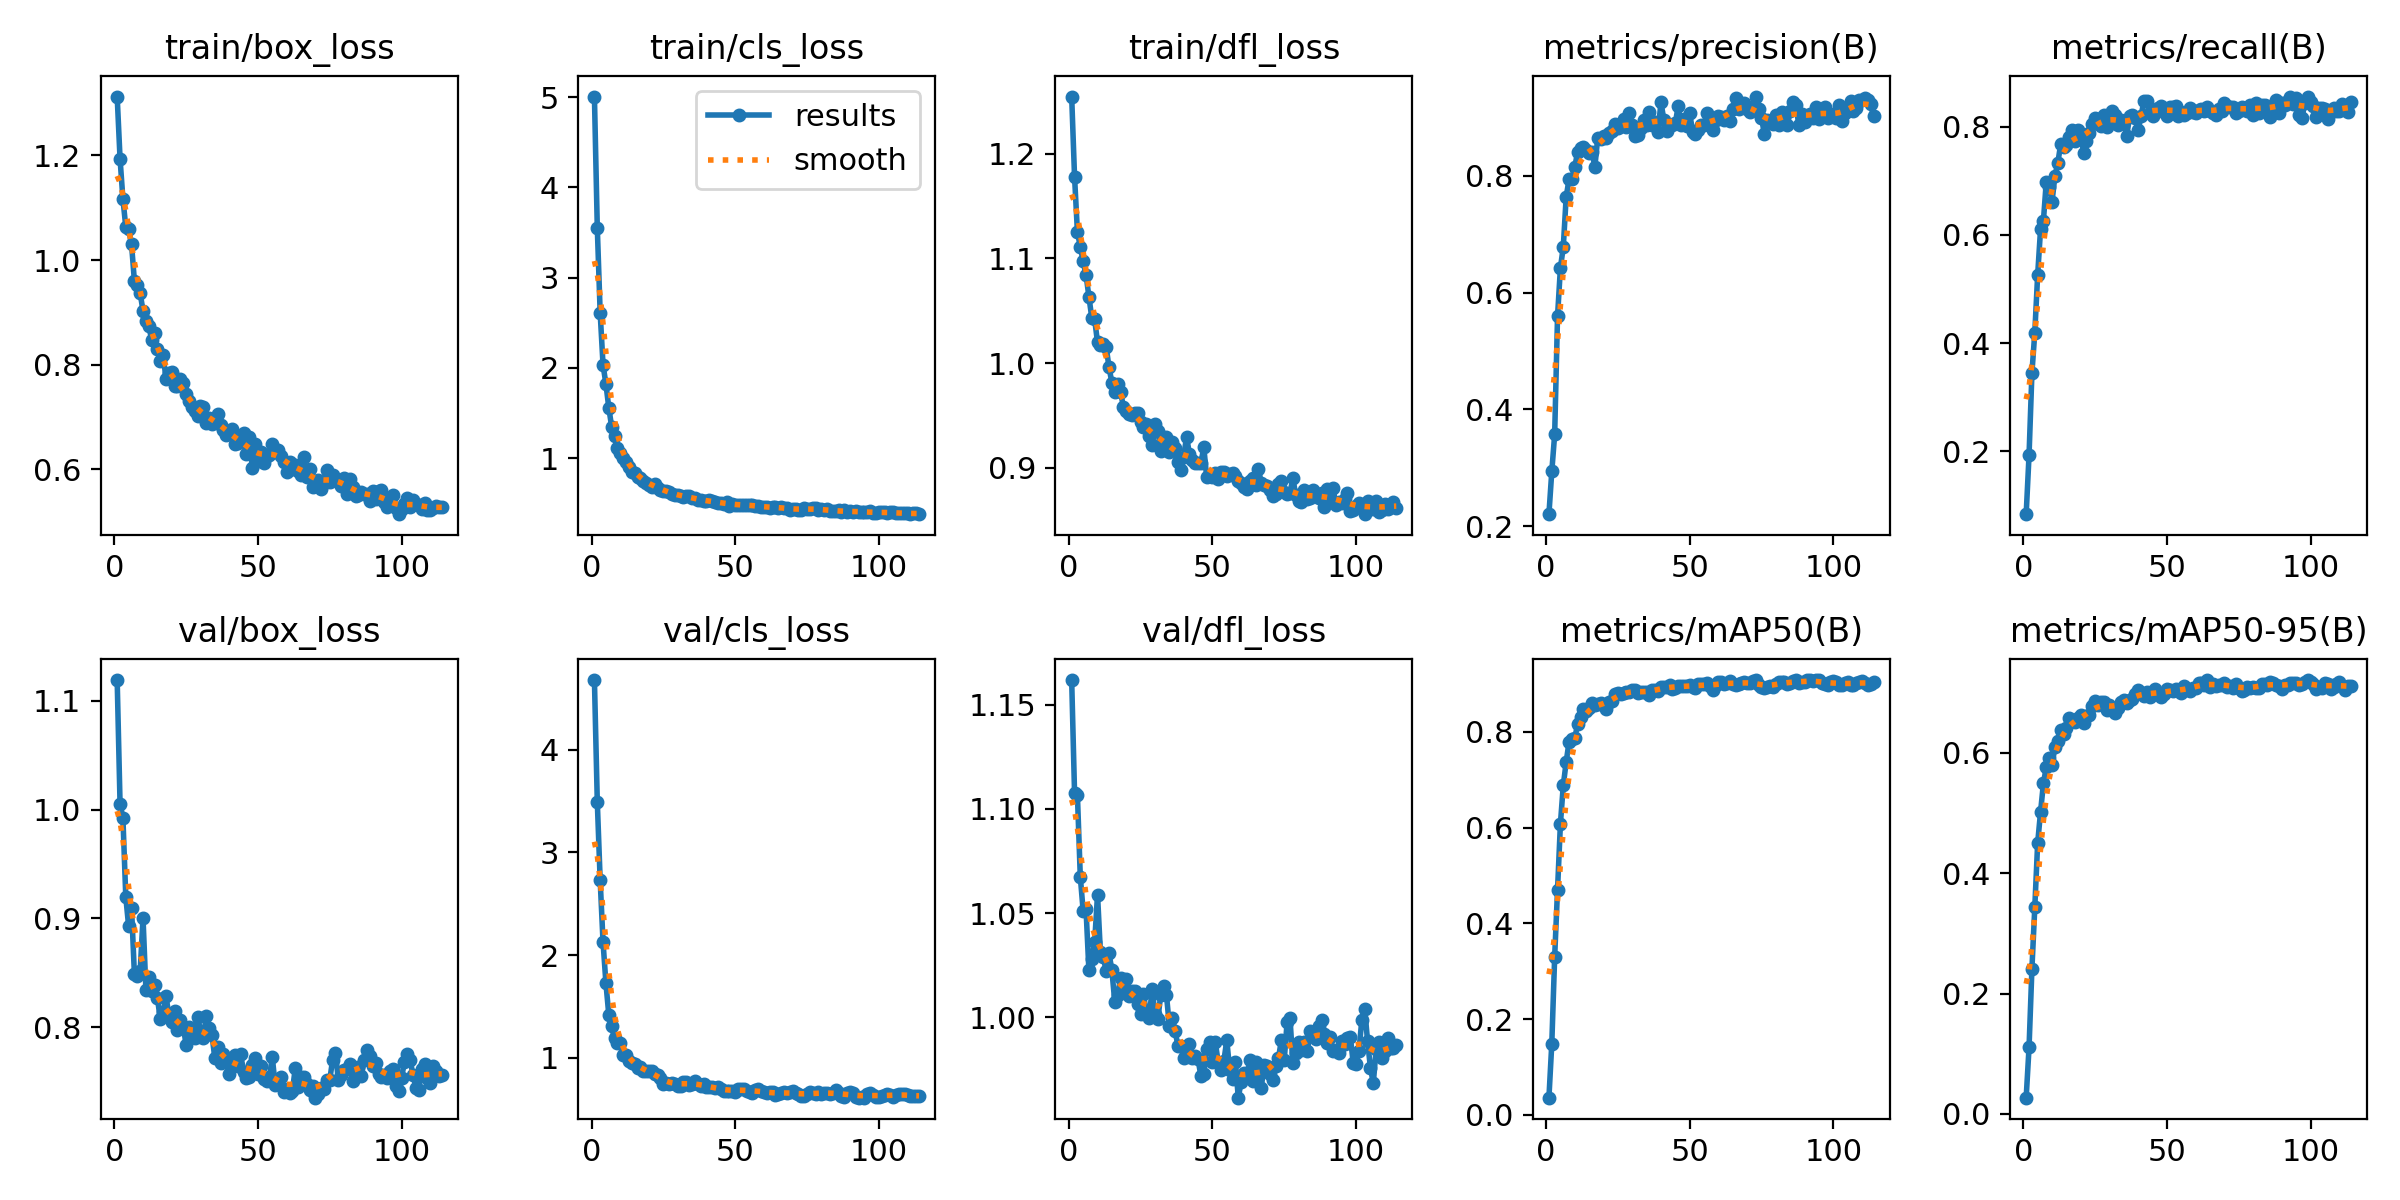 train/box_loss
1.2
1.0
0.8
0.6
0 50 100
train/cls_loss
results
smooth
5
4
3
2
1
0 50 100
train/dfl_loss
1.2
1.1
1.0
0.9
0 50 100
metrics/precision(B)
0.8
0.6
0.4
0.2
0 50 100
metrics/recall(B)
0.8
0.6
0.4
0.2
0 50 100
val/box_loss
1.1
1.0
0.9
0.8
0 50 100
val/cls_loss
4
3
2
1
0 50 100
val/dfl_loss
1.15
1.10
1.05
1.00
0 50 100
metrics/mAP50(B)
0.8
0.6
0.4
0.2
0.0
0 50 100
metrics/mAP50-95(B)
0.6
0.4
0.2
0.0
0 50 100